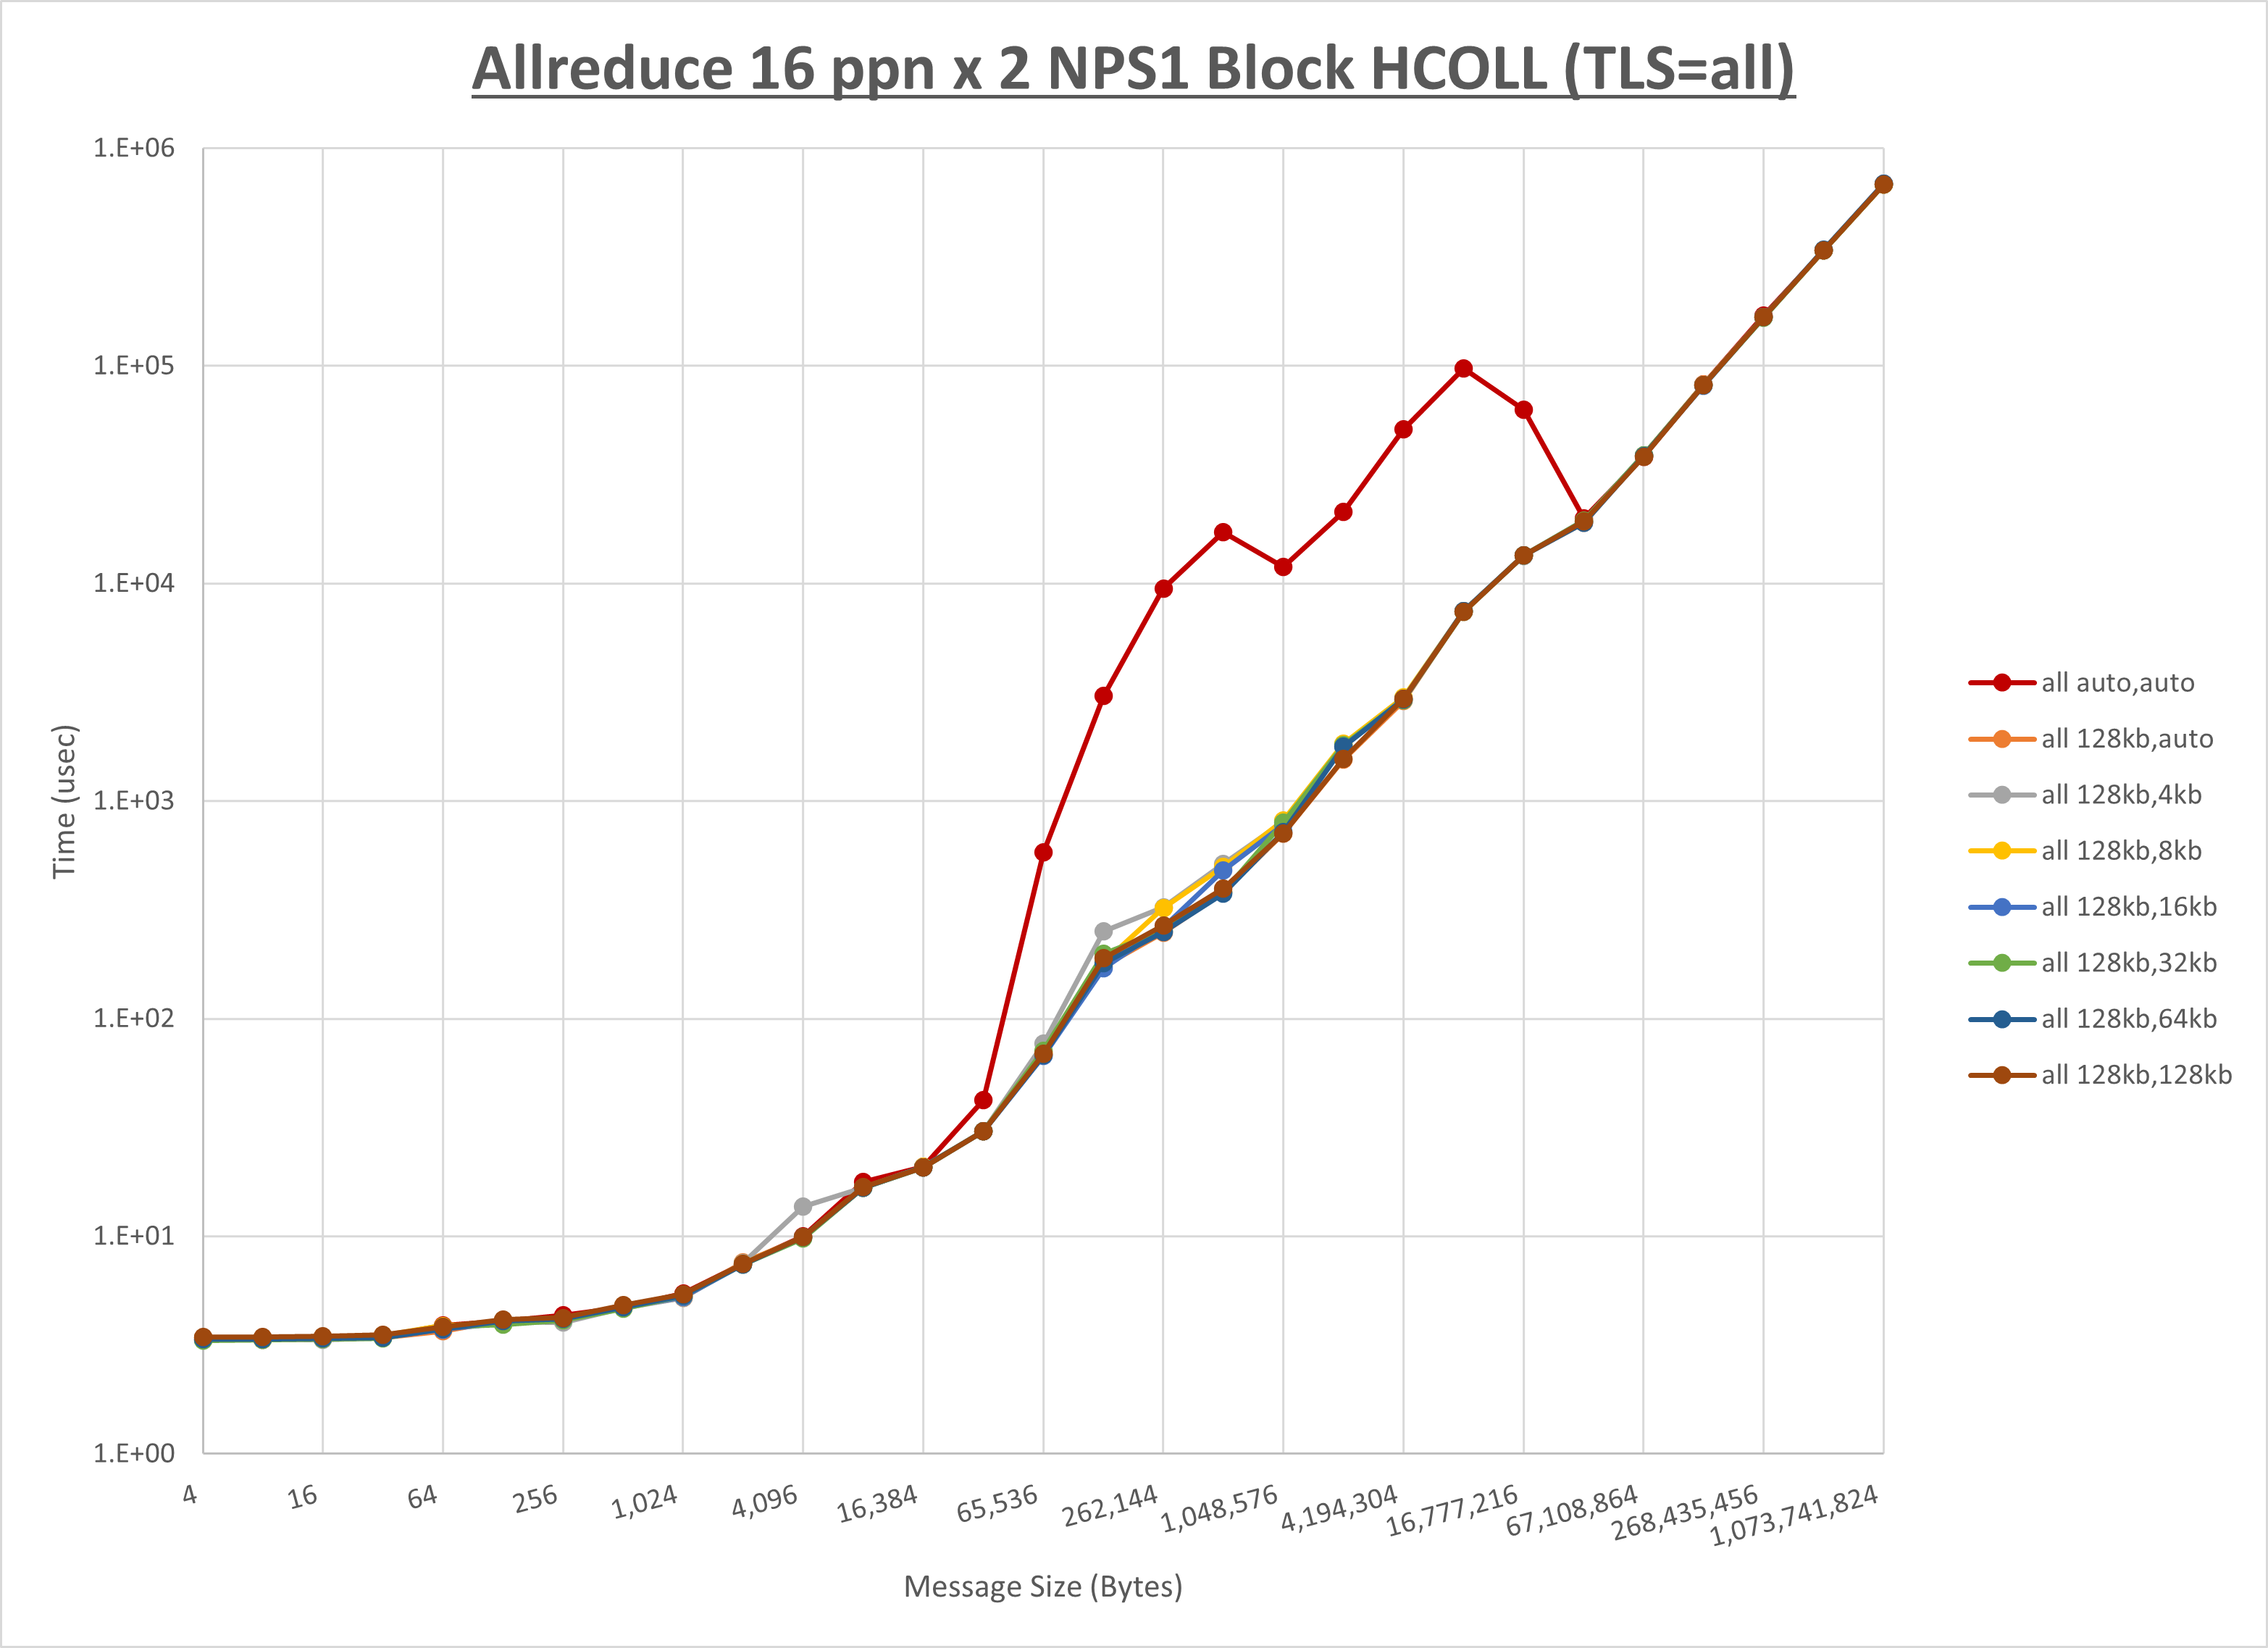 Allreduce 16 ppn x 2 NPS1 Block HCOLL (TLS=all)
1.E+06
1.E+05
1.E+04
1.E+03
1.E+02
1.E+01
1.E+00
Time (usec)
4
16
64
256
1,024
4,096
16,384
65,536
262,144
1,048,576
4,194,304
16,777,216
67,108,864
268,435,456
1,073,741,824
Message Size (Bytes)
all auto,auto
all 128kb,auto
all 128kb,4kb
all 128kb,8kb
all 128kb,16kb
all 128kb,32kb
all 128kb,64kb
all 128kb,128kb